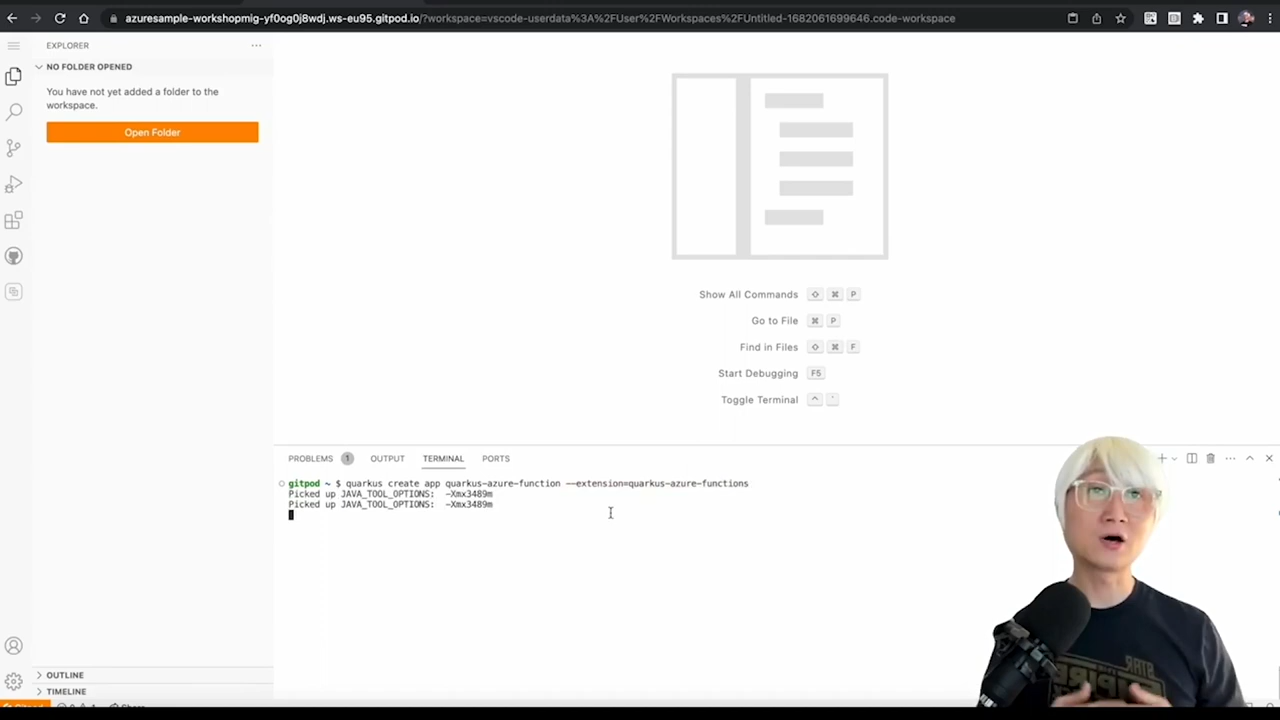 azuresample-workshopmig-yf0og0j8wdj.ws-eu95.gitpod.io/?workspace=vscode-userdata%3A%2FUser%2FWorkspaces%2FUntitled-1682061699646.code-workspace
EXPLORER
NO FOLDER OPENED
You have not yet added a folder to the
workspace.
Open Folder
Show All Commands ⇧ ⌘ P
Go to File ⌘ P
Find in Files ⇧ ⌘ F
Start Debugging F5
Toggle Terminal ^ `
PROBLEMS 1 OUTPUT TERMINAL PORTS
gitpod ~ $ quarkus create app quarkus-azure-function --extension=quarkus-azure-functions
Picked up JAVA_TOOL_OPTIONS: -Xmx3489m
Picked up JAVA_TOOL_OPTIONS: -Xmx3489m
OUTLINE
TIMELINE